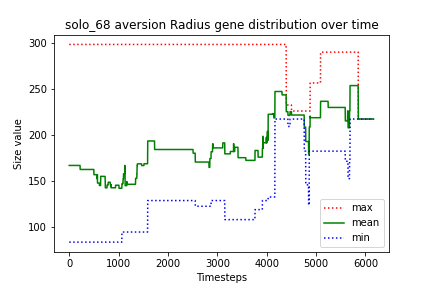 solo_68 aversion Radius gene distribution over time
300
250
200
150
100
Size value
0
1000
2000
3000
4000
5000
6000
Timesteps
max
mean
min